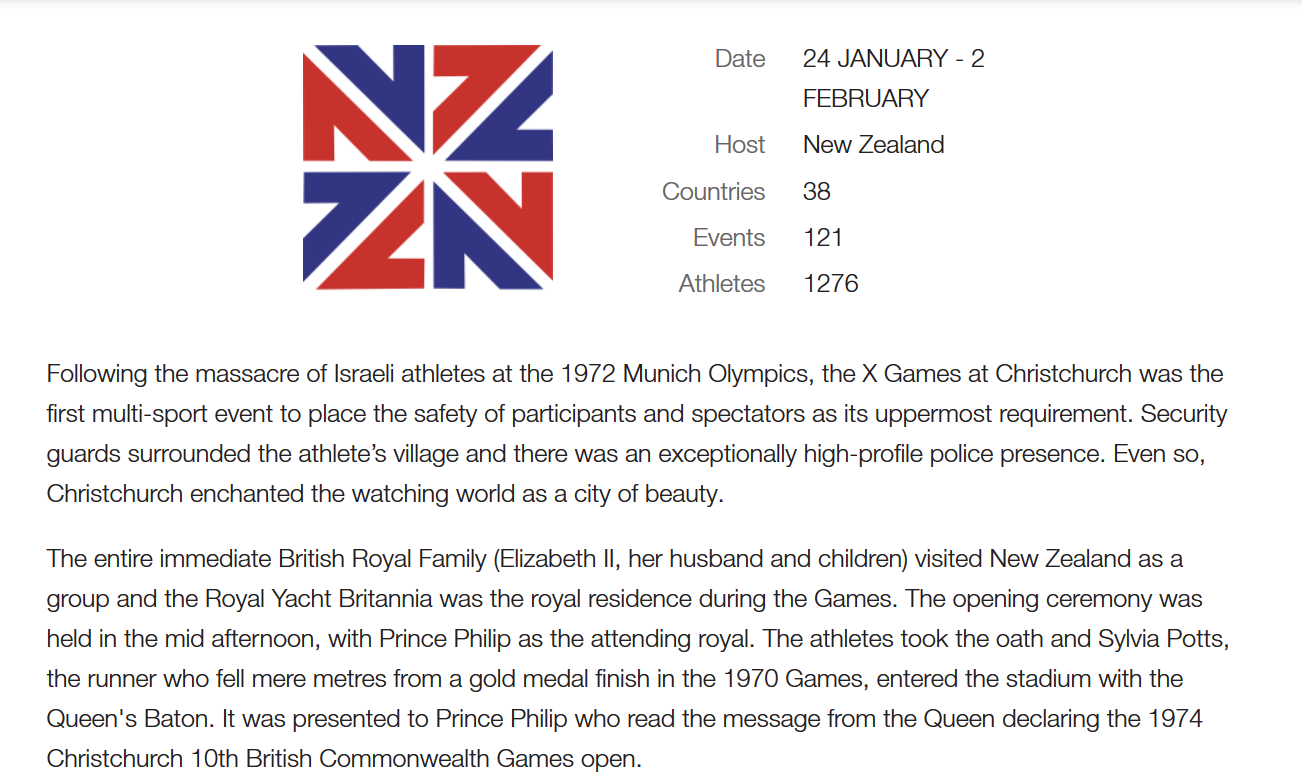 Date 24 JANUARY - 2
FEBRUARY
Host New Zealand
Countries 38
Events 121
Athletes 1276
Following the massacre of Israeli athletes at the 1972 Munich Olympics, the X Games at Christchurch was the
first multi-sport event to place the safety of participants and spectators as its uppermost requirement. Security
guards surrounded the athlete’s village and there was an exceptionally high-profile police presence. Even so,
Christchurch enchanted the watching world as a city of beauty.
The entire immediate British Royal Family (Elizabeth II, her husband and children) visited New Zealand as a
group and the Royal Yacht Britannia was the royal residence during the Games. The opening ceremony was
held in the mid afternoon, with Prince Philip as the attending royal. The athletes took the oath and Sylvia Potts,
the runner who fell mere metres from a gold medal finish in the 1970 Games, entered the stadium with the
Queen's Baton. It was presented to Prince Philip who read the message from the Queen declaring the 1974
Christchurch 10th British Commonwealth Games open.